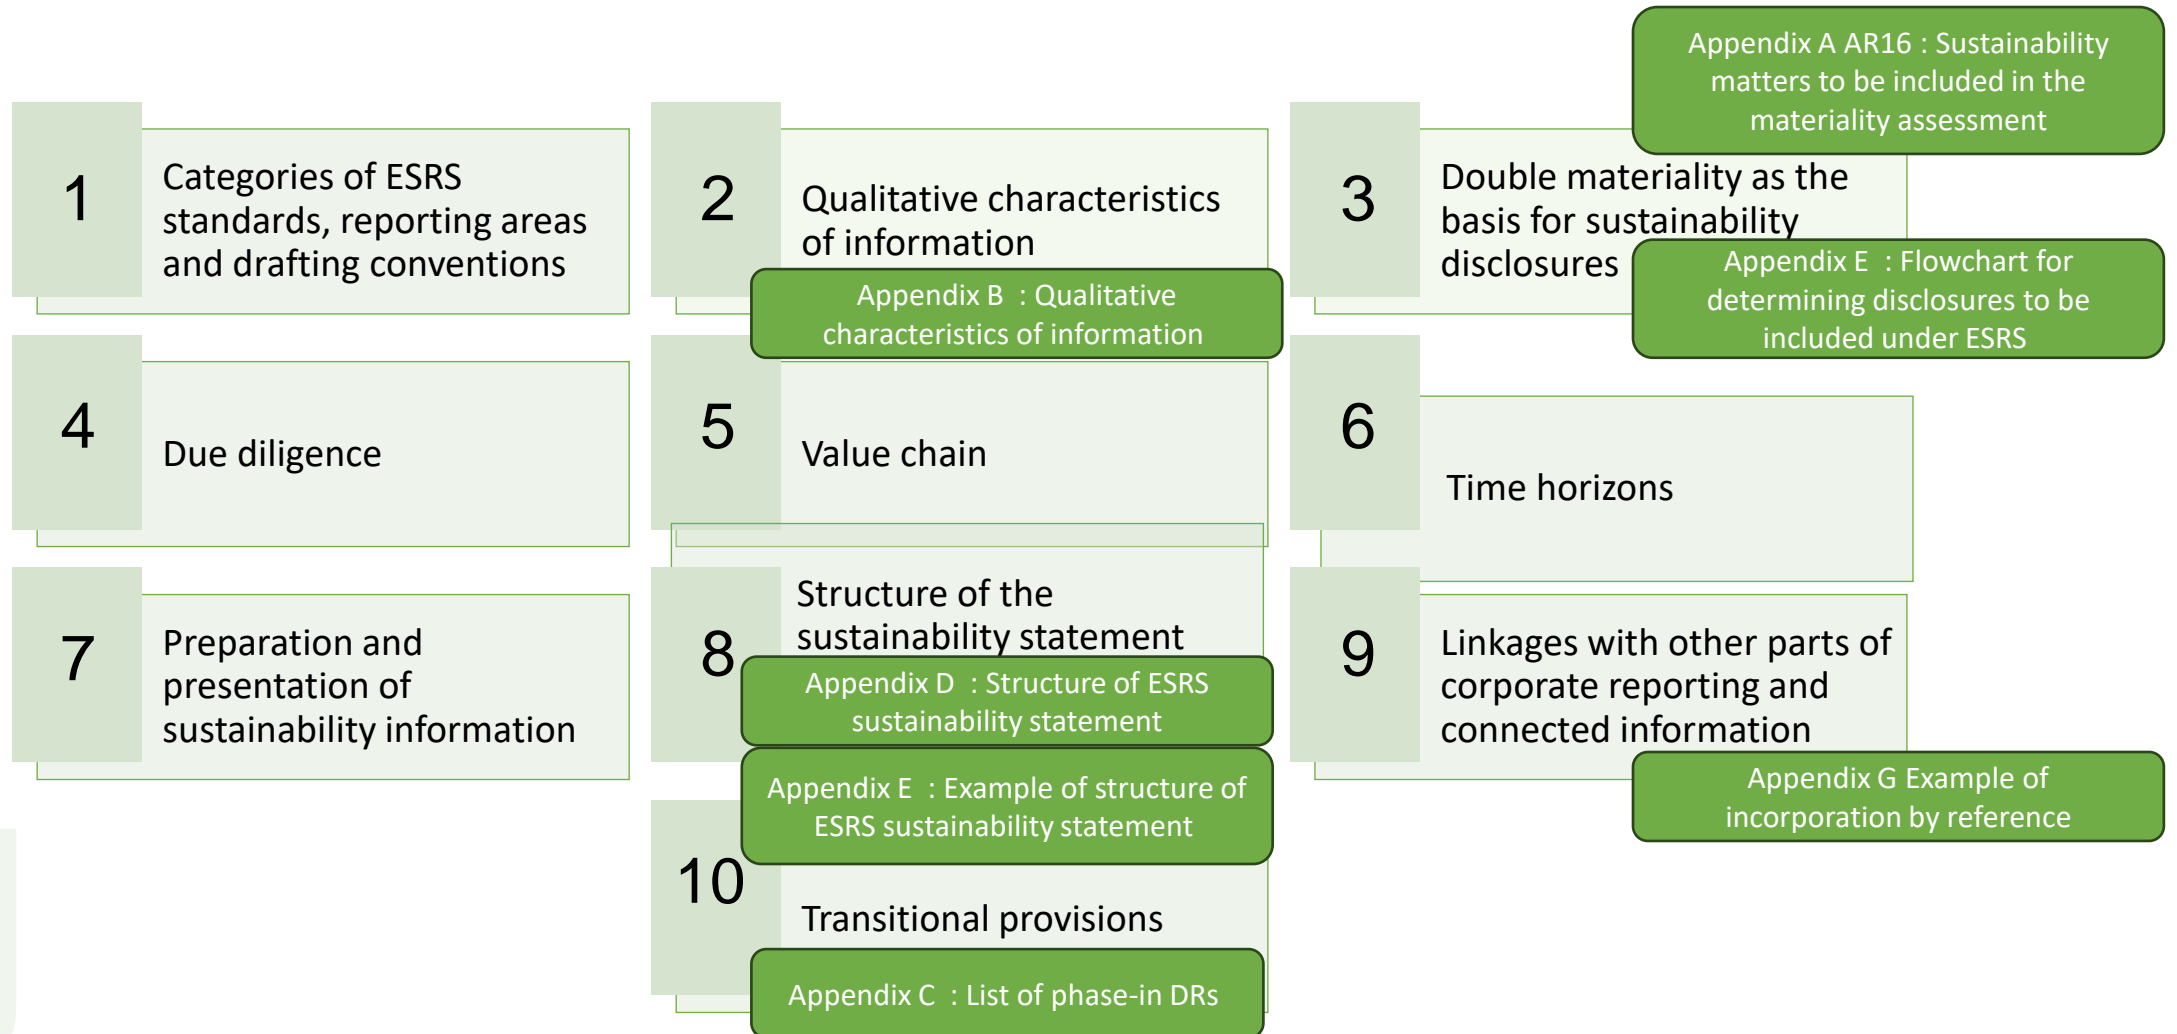 Appendix A AR16 : Sustainability
matters to be included in the
materiality assessment
1
Categories of ESRS
standards, reporting areas
and drafting conventions
2
Qualitative characteristics
of information
Appendix B : Qualitative
characteristics of information
3
Double materiality as the
basis for sustainability
disclosures
Appendix E : Flowchart for
determining disclosures to be
included under ESRS
4
Due diligence
5
Value chain
6
Time horizons
7
Preparation and
presentation of
sustainability information
8
Structure of the
sustainability statement
Appendix D : Structure of ESRS
sustainability statement
Appendix E : Example of structure of
ESRS sustainability statement
9
Linkages with other parts of
corporate reporting and
connected information
Appendix G Example of
incorporation by reference
10
Transitional provisions
Appendix C : List of phase-in DRs